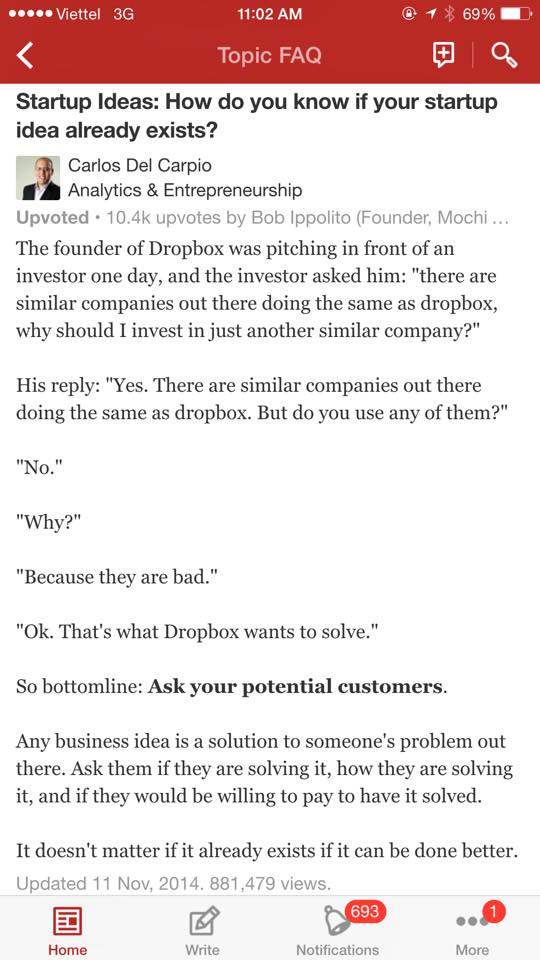 Viettel 3G 11:02 AM 69%
Topic FAQ
Startup Ideas: How do you know if your startup
idea already exists?
Carlos Del Carpio
Analytics & Entrepreneurship
Upvoted • 10.4k upvotes by Bob Ippolito (Founder, Mochi ...
The founder of Dropbox was pitching in front of an
investor one day, and the investor asked him: "there are
similar companies out there doing the same as dropbox,
why should I invest in just another similar company?"
His reply: "Yes. There are similar companies out there
doing the same as dropbox. But do you use any of them?"
"No."
"Why?"
"Because they are bad."
"Ok. That's what Dropbox wants to solve."
So bottomline: Ask your potential customers.
Any business idea is a solution to someone's problem out
there. Ask them if they are solving it, how they are solving
it, and if they would be willing to pay to have it solved.
It doesn't matter if it already exists if it can be done better.
Updated 11 Nov, 2014. 881,479 views.
693
1
Home Write Notifications More